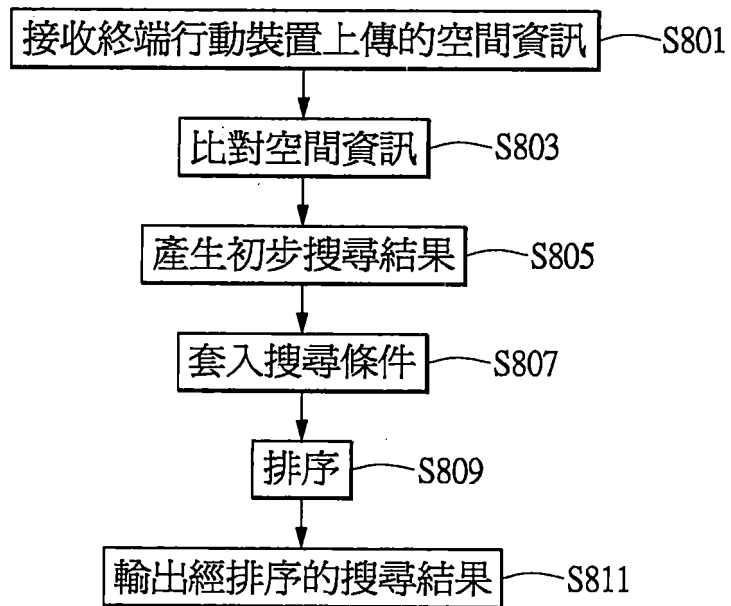 接收終端行動裝置上傳的空間資訊 S801
比對空間資訊 S803
產生初步搜尋結果 S805
套入搜尋條件 S807
排序 S809
輸出經排序的搜尋結果 S811